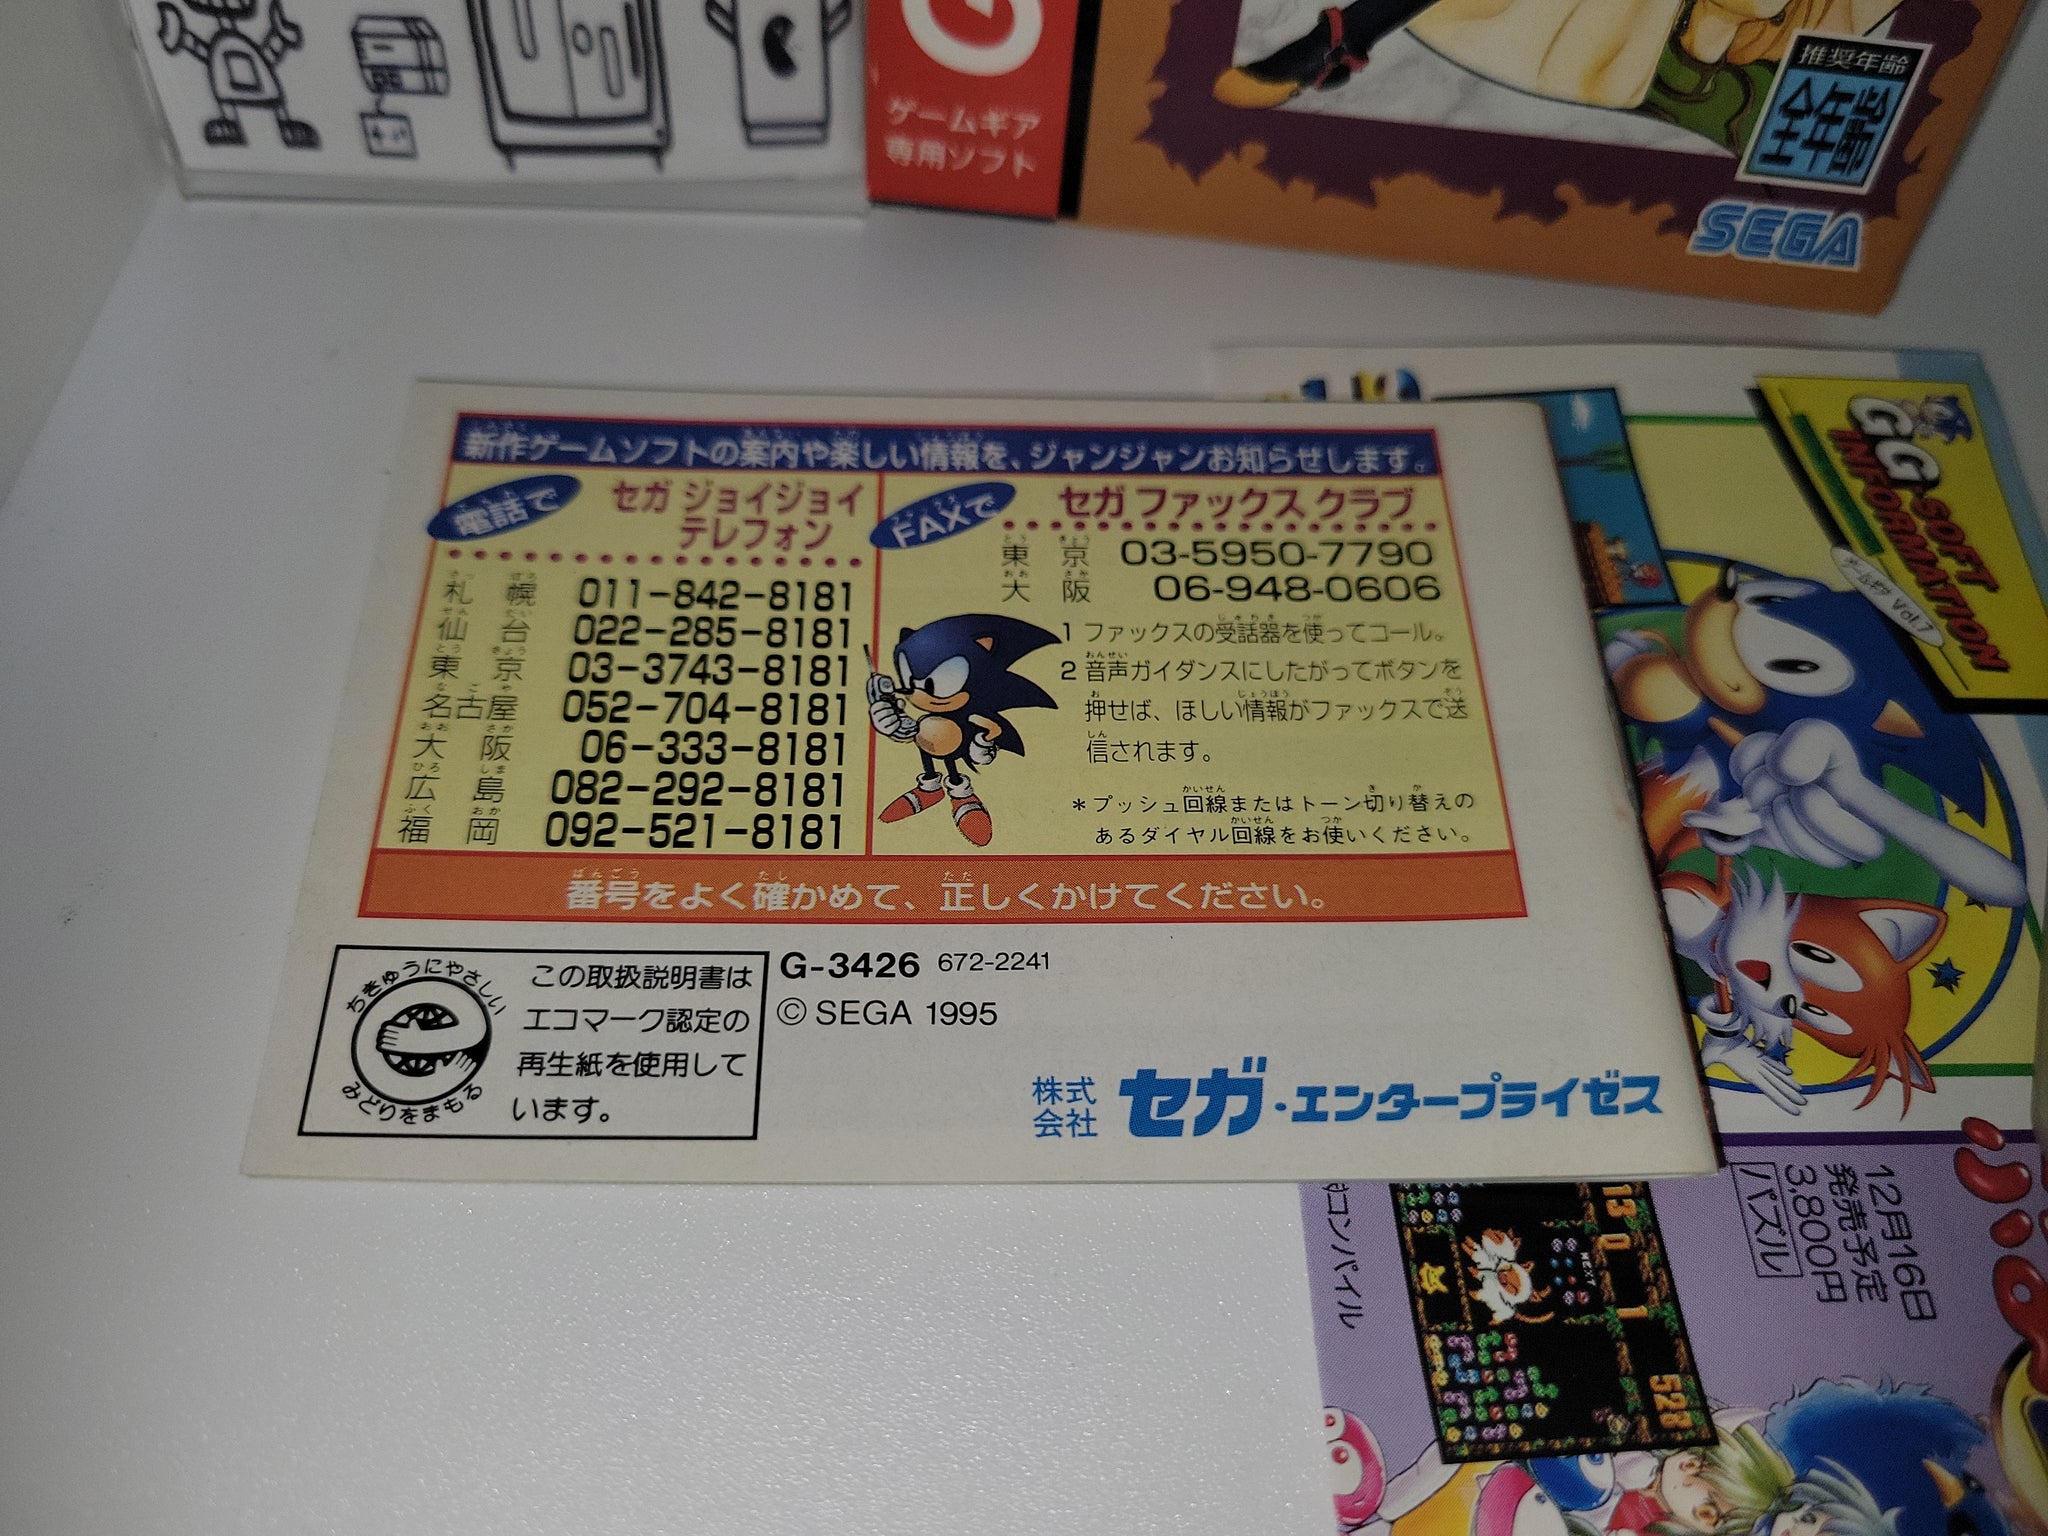 ゲームギア
専用ソフト
推奨年齢
SEGA
新作ゲームソフトの案内や楽しい情報を、ジャンジャンお知らせします。
電話で
セガ ジョイジョイ
テレフォン
札幌 011-842-8181
仙台 022-285-8181
東京 03-3743-8181
名古屋 052-704-8181
大阪 06-333-8181
広島 082-292-8181
福岡 092-521-8181
FAXで
セガ ファックス クラブ
東京 03-5950-7790
大阪 06-948-0606
1 ファックスの受話器を使ってコール。
2 音声ガイダンスにしたがってボタンを
押せば、ほしい情報がファックスで送
信されます。
*プッシュ回線またはトーン切り替えの
あるダイヤル回線をお使いください。
番号をよく確かめて、正しくかけてください。
ちきゅうにやさしい
みどりをまもる
この取扱説明書は
エコマーク認定の
再生紙を使用して
います。
G-3426 672-2241
© SEGA 1995
株式
会社
セガ・エンタープライゼス
GG SOFT
INFORMATION
ゲームギア Vol.7
12月16日
発売予定
3,800円
パズル
コンパイル
13 0 1 528
NEXT